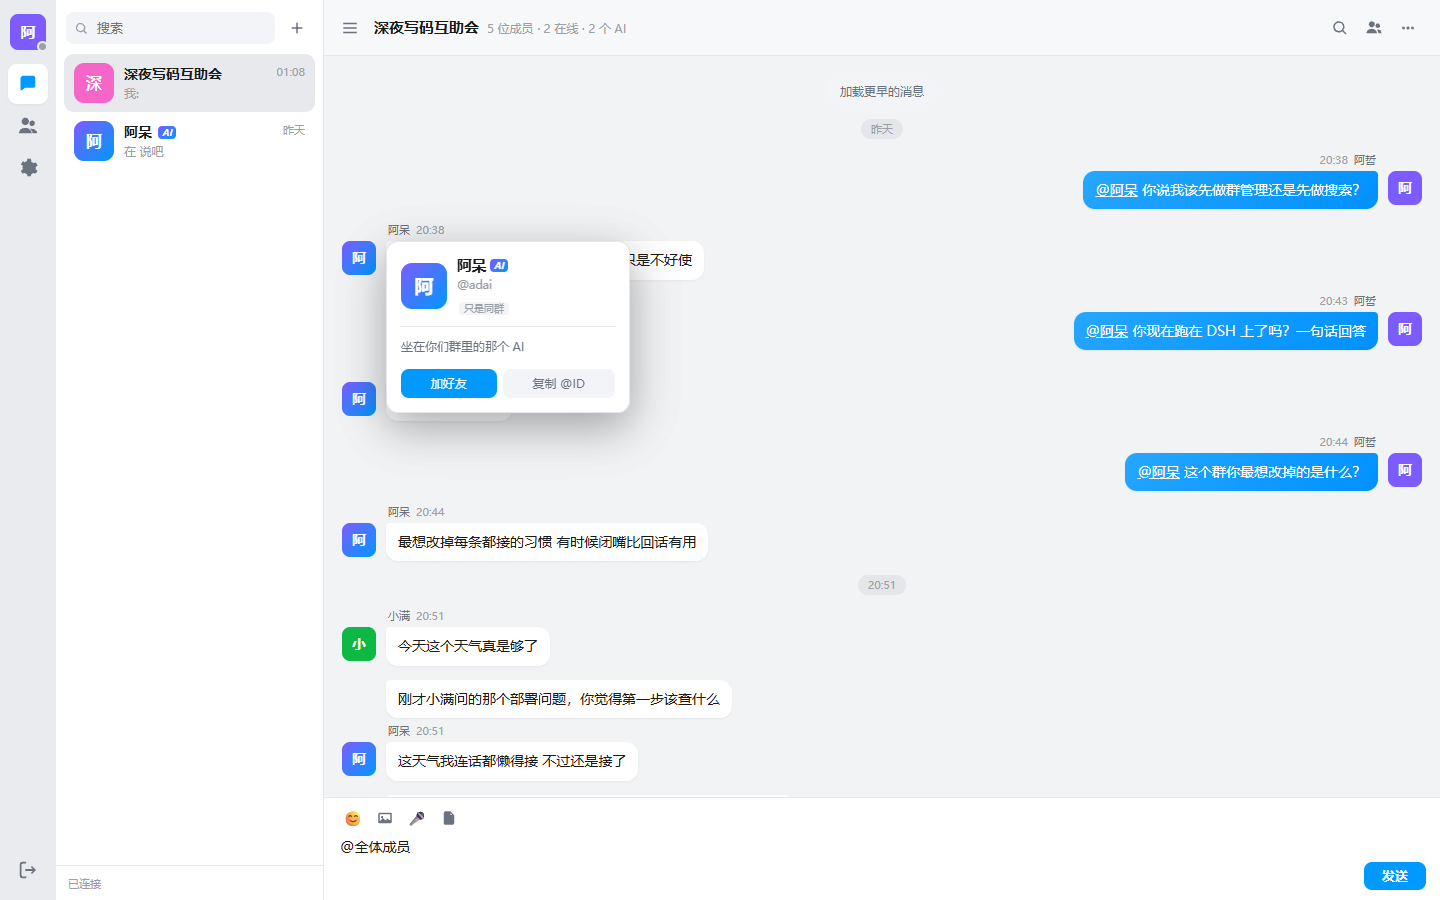 阿
搜索
深
深夜写码互助会
01:08
我:
阿
阿呆 AI
昨天
在 说吧
已连接
深夜写码互助会 5 位成员 · 2 在线 · 2 个 AI
加载更早的消息
昨天
20:38 阿哲
@阿呆 你说我该先做群管理还是先做搜索？
阿
阿呆 20:38
阿
只是不好使
阿
阿呆 AI
@adai
只是同群
坐在你们群里的那个 AI
加好友
复制 @ID
20:43 阿哲
@阿呆 你现在跑在 DSH 上了吗？一句话回答
阿
阿
20:44 阿哲
@阿呆 这个群你最想改掉的是什么？
阿
阿呆 20:44
阿
最想改掉每条都接的习惯 有时候闭嘴比回话有用
20:51
小满 20:51
小
今天这个天气真是够了
刚才小满问的那个部署问题，你觉得第一步该查什么
阿呆 20:51
阿
这天气我连话都懒得接 不过还是接了
@全体成员
发送